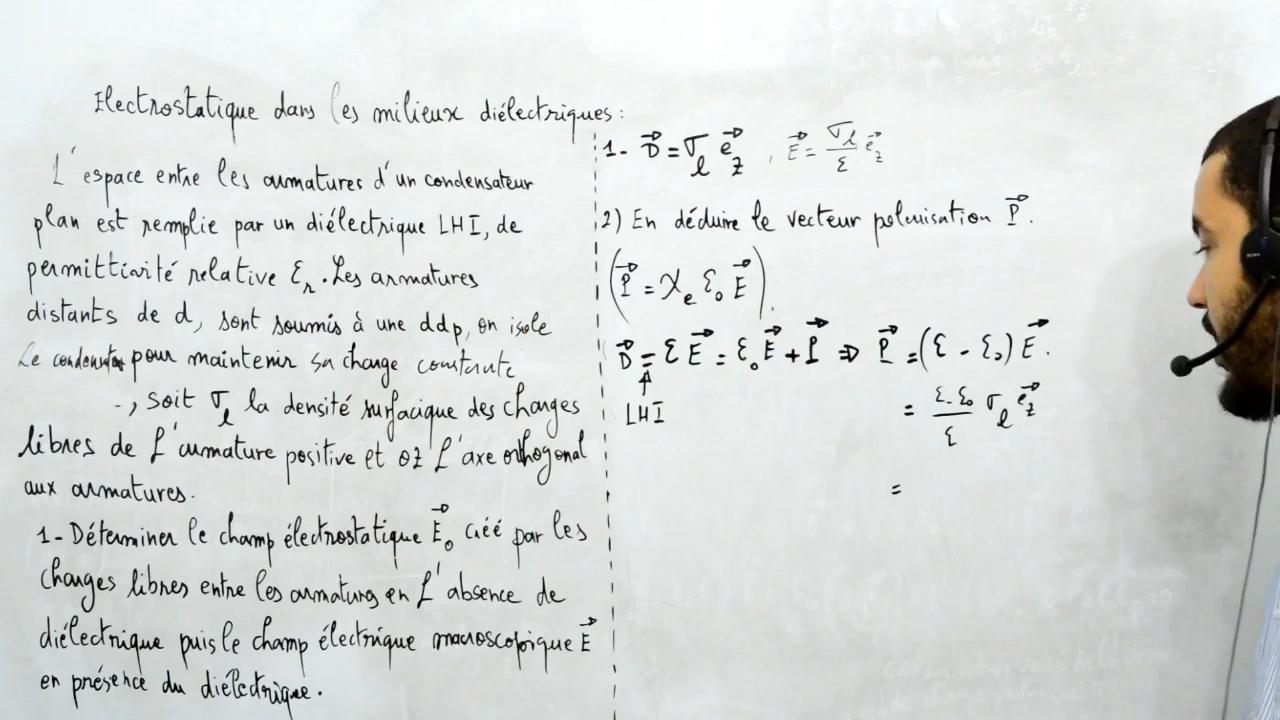 Electrostatique dans les milieux diélectriques :
L'espace entre les armatures d'un condensateur
plan est remplie par un diélectrique LHI, de
permittivité relative εr. Les armatures
distants de d, sont soumis à une ddp, on isole
Le condensat pour maintenir sa charge constante
, soit σl la densité surfacique des charges
libres de L'armature positive et oz L'axe orthogonal
aux armatures.
1- Déterminer le champ électrostatique E⃗₀ créé par les
charges libres entre les armatures en L'absence de
diélectrique puis le champ électrique macroscopique E⃗
en présence du diélectrique.
1- D⃗ = σl e⃗z , E⃗ = σl/ε e⃗z
2) En déduire le vecteur polarisation P⃗.
(P⃗ = χe ε₀ E⃗).
D⃗ = ε E⃗ = ε₀ E⃗ + P⃗ ⇒ P⃗ = (ε - ε₀) E⃗.
↑
LHI
= (ε - ε₀)/ε σl e⃗z
=